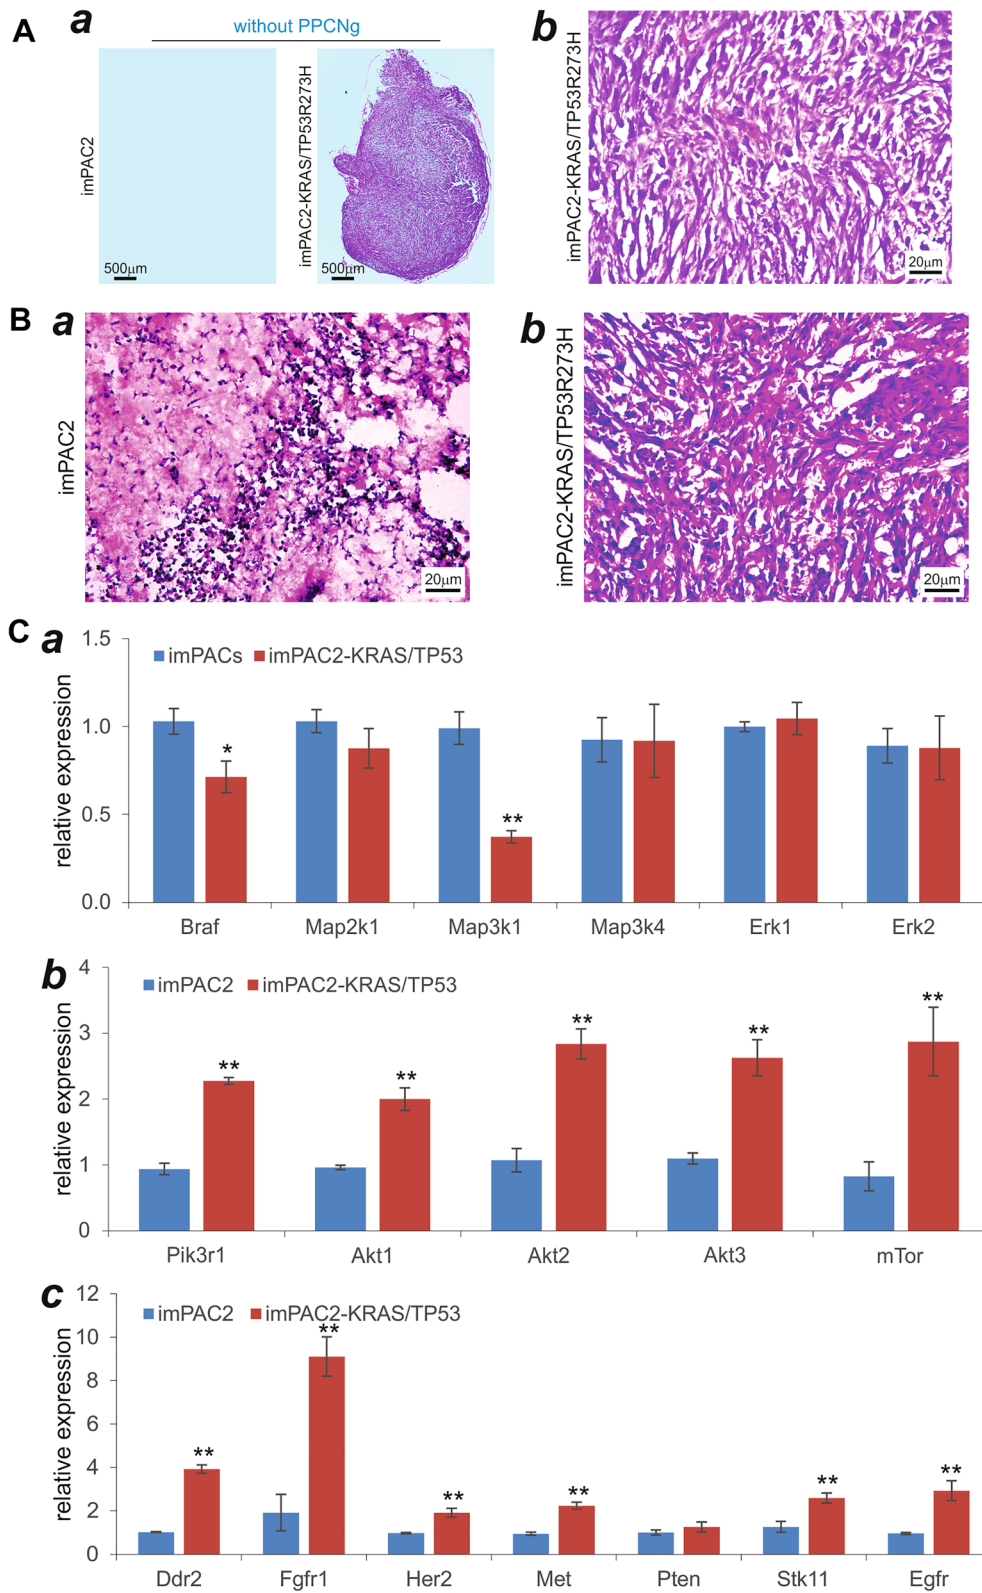 A
a
without PPCNg
imPAC2
500μm
imPAC2-KRAS/TP53R273H
500μm
b
imPAC2-KRAS/TP53R273H
20μm
B
a
imPAC2
20μm
b
imPAC2-KRAS/TP53R273H
20μm
C
a
imPACs imPAC2-KRAS/TP53
relative expression
1.5
1.0
0.5
0.0
*
**
Braf Map2k1 Map3k1 Map3k4 Erk1 Erk2
b
imPAC2 imPAC2-KRAS/TP53
relative expression
4
3
2
1
0
** ** ** ** **
Pik3r1 Akt1 Akt2 Akt3 mTor
c
imPAC2 imPAC2-KRAS/TP53
relative expression
12
10
8
6
4
2
0
** ** ** ** ** **
Ddr2 Fgfr1 Her2 Met Pten Stk11 Egfr